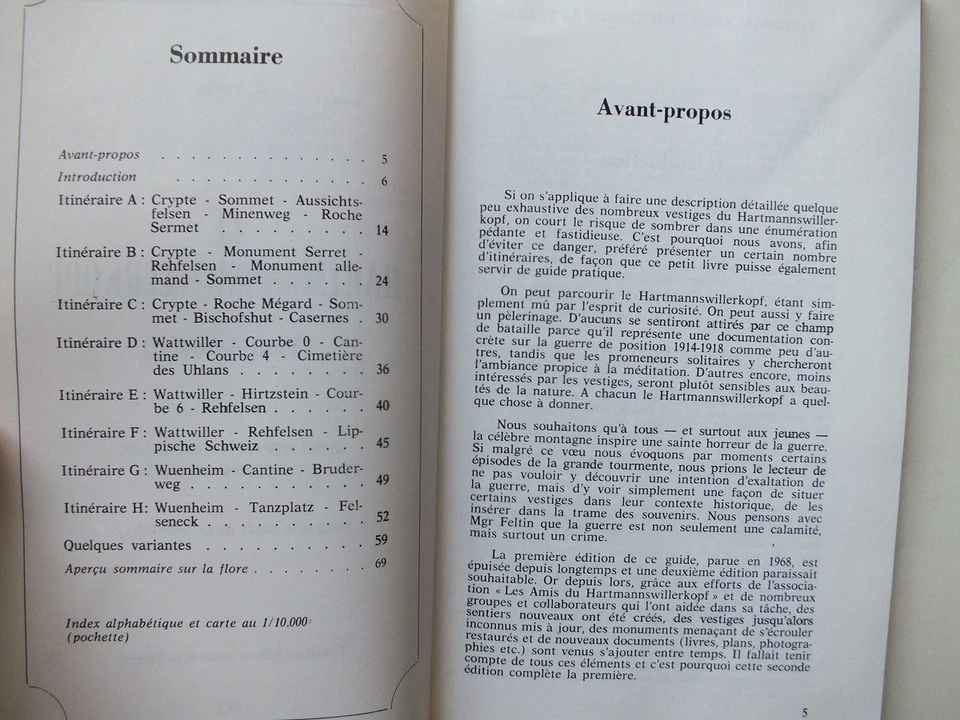 Sommaire
Avant-propos . . . . . . . . . . . . . 5
Introduction . . . . . . . . . . . . 6
Itinéraire A : Crypte - Sommet - Aussichts-
felsen - Minenweg - Roche
Sermet . . . . . . . . . 14
Itinéraire B : Crypte - Monument Serret -
Rehfelsen - Monument alle-
mand - Sommet . . . . . . 24
Itinéraire C : Crypte - Roche Mégard - Som-
met - Bischofshut - Casernes . 30
Itinéraire D : Wattwiller - Courbe 0 - Can-
tine - Courbe 4 - Cimetière
des Uhlans . . . . . . . . 36
Itinéraire E : Wattwiller - Hirtzstein - Cour-
be 6 - Rehfelsen . . . . . . 40
Itinéraire F : Wattwiller - Rehfelsen - Lip-
pische Schweiz . . . . . . 45
Itinéraire G : Wuenheim - Cantine - Bruder-
weg . . . . . . . . . . . 49
Itinéraire H: Wuenheim - Tanzplatz - Fel-
seneck . . . . . . . . . . 52
Quelques variantes . . . . . . . . . . 59
Aperçu sommaire sur la flore . . . . . . . 69
Index alphabétique et carte au 1/10.000e
(pochette)
Avant-propos
Si on s'applique à faire une description détaillée quelque
peu exhaustive des nombreux vestiges du Hartmannswiller-
kopf, on court le risque de sombrer dans une énumération
pédante et fastidieuse. C'est pourquoi nous avons, afin
d'éviter ce danger, préféré présenter un certain nombre
d'itinéraires, de façon que ce petit livre puisse également
servir de guide pratique.
On peut parcourir le Hartmannswillerkopf, étant sim-
plement mû par l'esprit de curiosité. On peut aussi y faire
un pèlerinage. D'aucuns se sentiront attirés par ce champ
de bataille parce qu'il représente une documentation con-
crète sur la guerre de position 1914-1918 comme peu d'au-
tres, tandis que les promeneurs solitaires y chercheront
l'ambiance propice à la méditation. D'autres encore, moins
intéressés par les vestiges, seront plutôt sensibles aux beau-
tés de la nature. A chacun le Hartmannswillerkopf a quel-
que chose à donner.
Nous souhaitons qu'à tous — et surtout aux jeunes —
la célèbre montagne inspire une sainte horreur de la guerre.
Si malgré ce vœu nous évoquons par moments certains
épisodes de la grande tourmente, nous prions le lecteur de
ne pas vouloir y découvrir une intention d'exaltation de
la guerre, mais d'y voir simplement une façon de situer
certains vestiges dans leur contexte historique, de les
insérer dans la trame des souvenirs. Nous pensons avec
Mgr Feltin que la guerre est non seulement une calamité,
mais surtout un crime.
La première édition de ce guide, parue en 1968, est
épuisée depuis longtemps et une deuxième édition paraissait
souhaitable. Or depuis lors, grâce aux efforts de l'associa-
tion « Les Amis du Hartmannswillerkopf » et de nombreux
groupes et collaborateurs qui l'ont aidée dans sa tâche, des
sentiers nouveaux ont été créés, des vestiges jusqu'alors
inconnus mis à jour, des monuments menaçant de s'écrouler
restaurés et de nouveaux documents (livres, plans, photogra-
phies etc.) sont venus s'ajouter entre temps. Il fallait tenir
compte de tous ces éléments et c'est pourquoi cette seconde
édition complète la première.
5